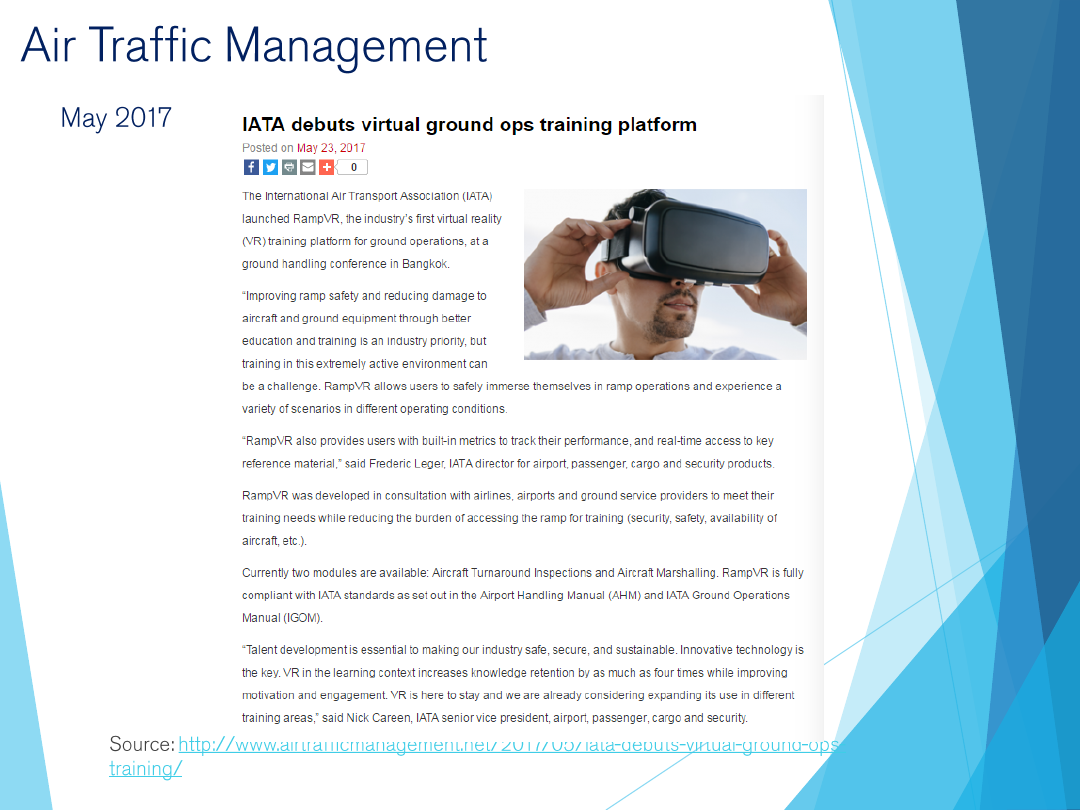 Air Traffic Management
May 2017
IATA debuts virtual ground ops training platform
Posted on May 23, 2017
0
The International Air Transport Association (IATA)
launched RampVR, the industry's first virtual reality
(VR) training platform for ground operations, at a
ground handling conference in Bangkok.
“Improving ramp safety and reducing damage to
aircraft and ground equipment through better
education and training is an industry priority, but
training in this extremely active environment can
be a challenge. RampVR allows users to safely immerse themselves in ramp operations and experience a
variety of scenarios in different operating conditions.
“RampVR also provides users with built-in metrics to track their performance, and real-time access to key
reference material,” said Frederic Leger, IATA director for airport, passenger, cargo and security products.
RampVR was developed in consultation with airlines, airports and ground service providers to meet their
training needs while reducing the burden of accessing the ramp for training (security, safety, availability of
aircraft, etc.).
Currently two modules are available: Aircraft Turnaround Inspections and Aircraft Marshalling. RampVR is fully
compliant with IATA standards as set out in the Airport Handling Manual (AHM) and IATA Ground Operations
Manual (IGOM).
“Talent development is essential to making our industry safe, secure, and sustainable. Innovative technology is
the key. VR in the learning context increases knowledge retention by as much as four times while improving
motivation and engagement. VR is here to stay and we are already considering expanding its use in different
training areas,” said Nick Careen, IATA senior vice president, airport, passenger, cargo and security.
Source: http://www.airtrafficmanagement.net/2017/05/iata-debuts-virtual-ground-ops
training/